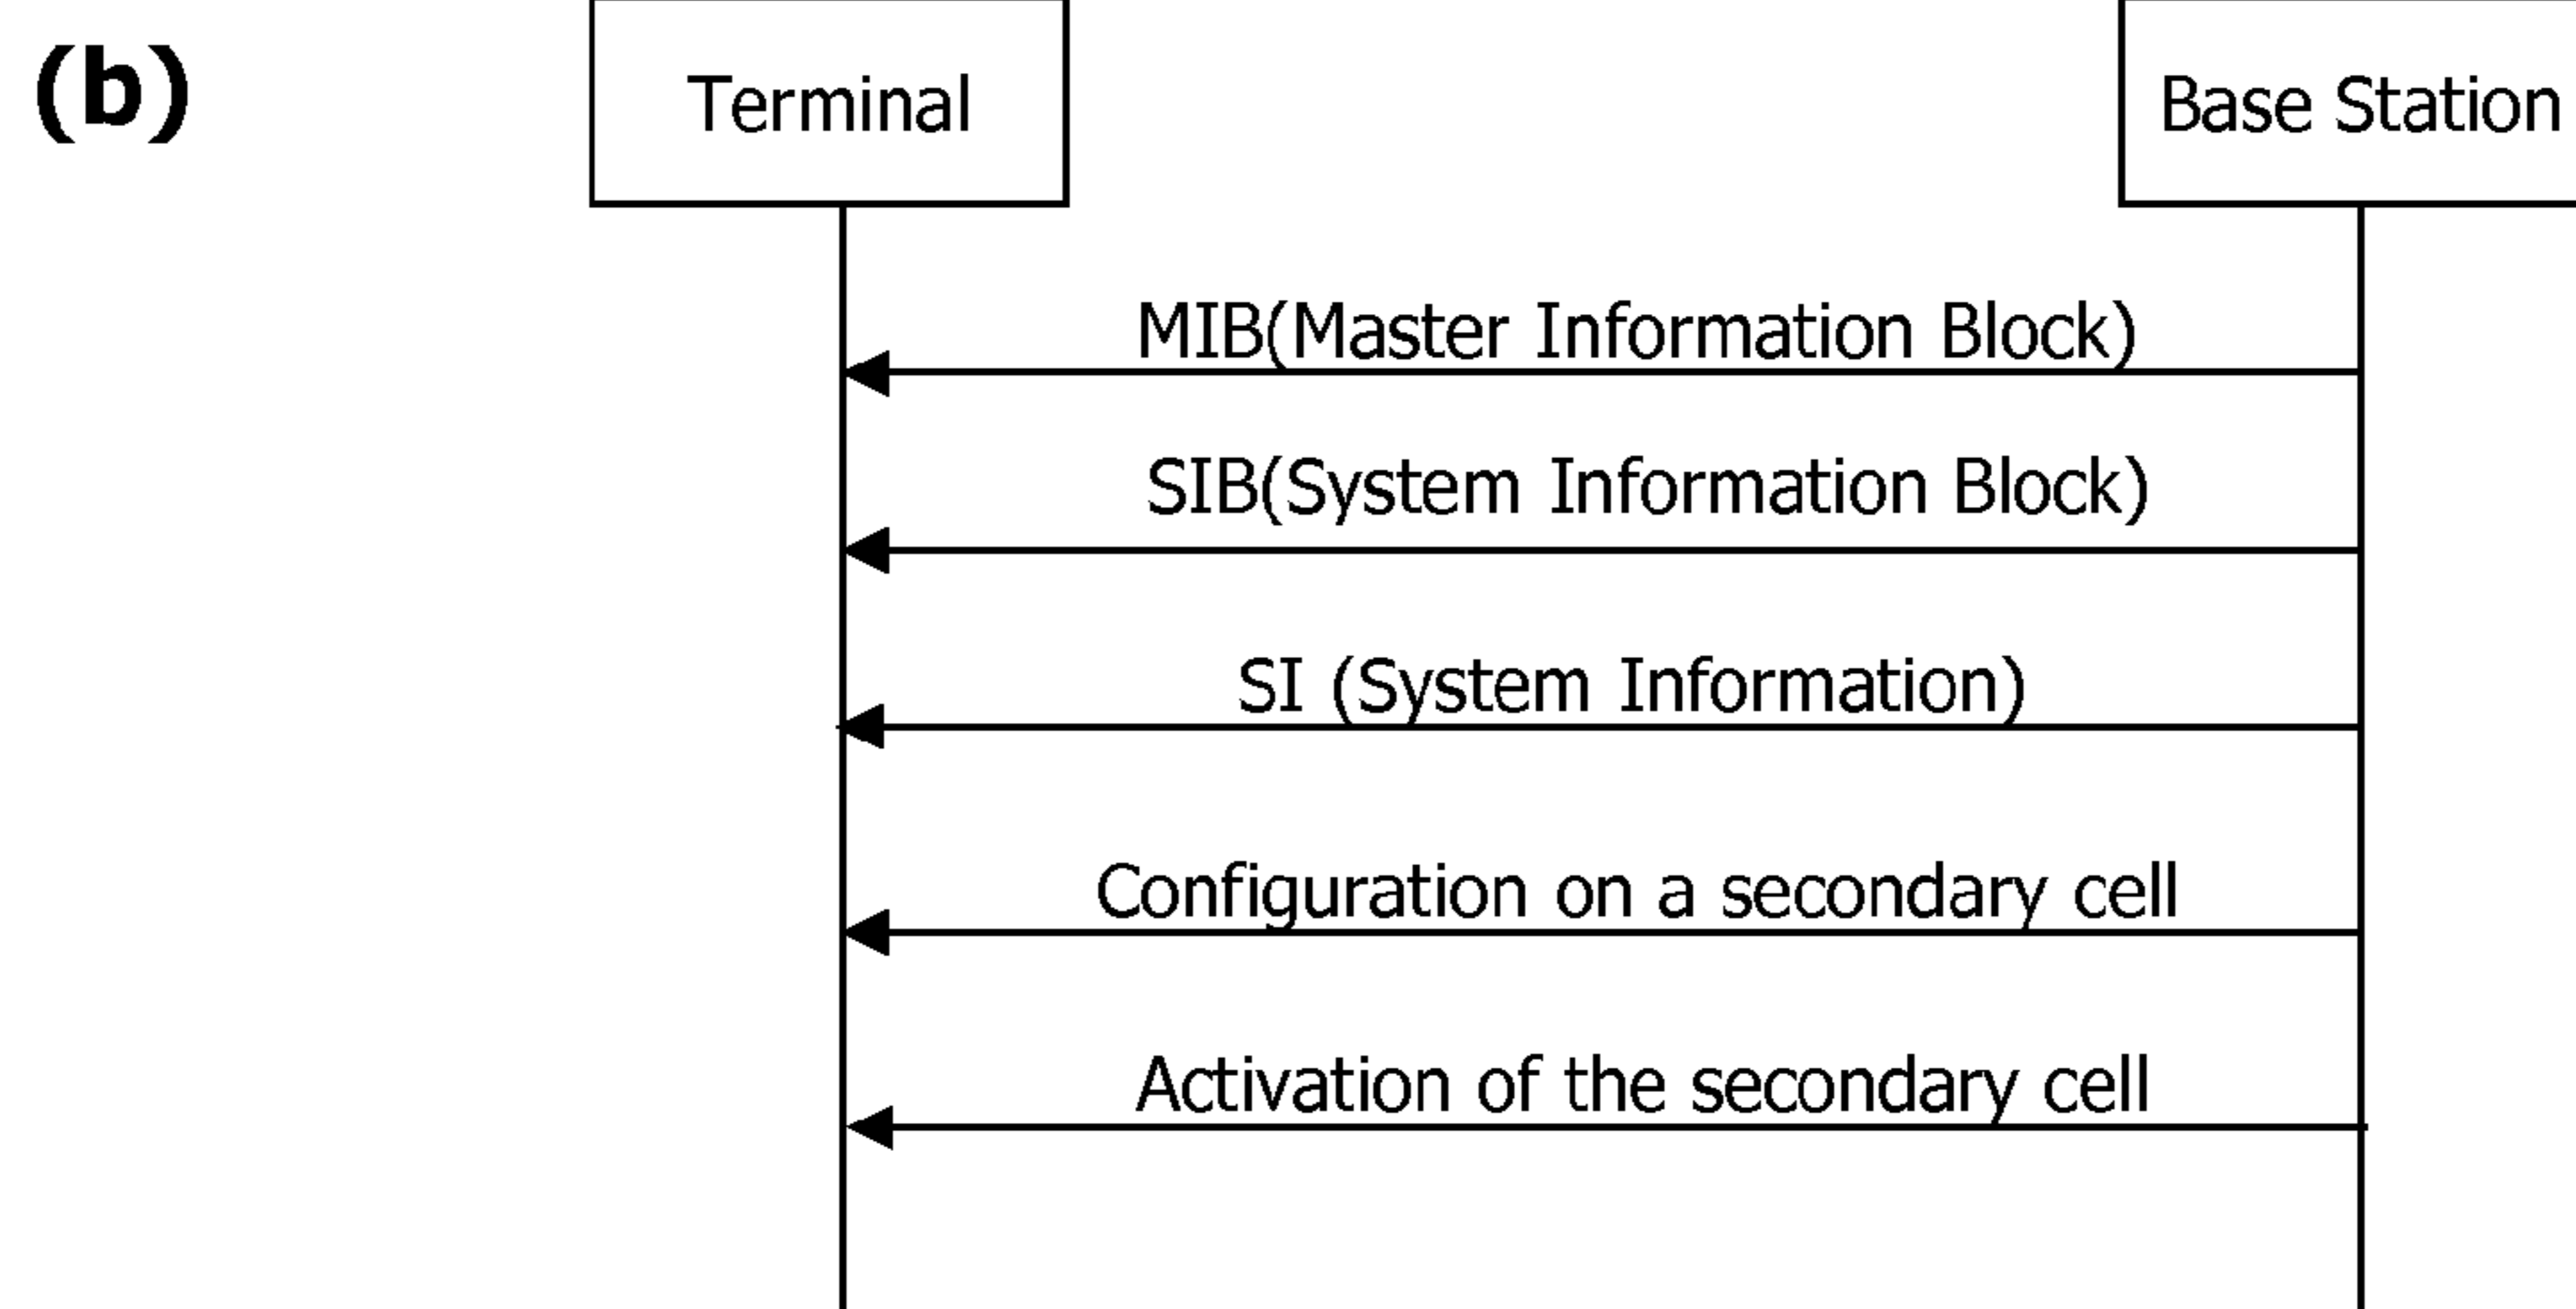 (b)
Terminal
Base Station
MIB(Master Information Block)
SIB(System Information Block)
SI (System Information)
Configuration on a secondary cell
Activation of the secondary cell